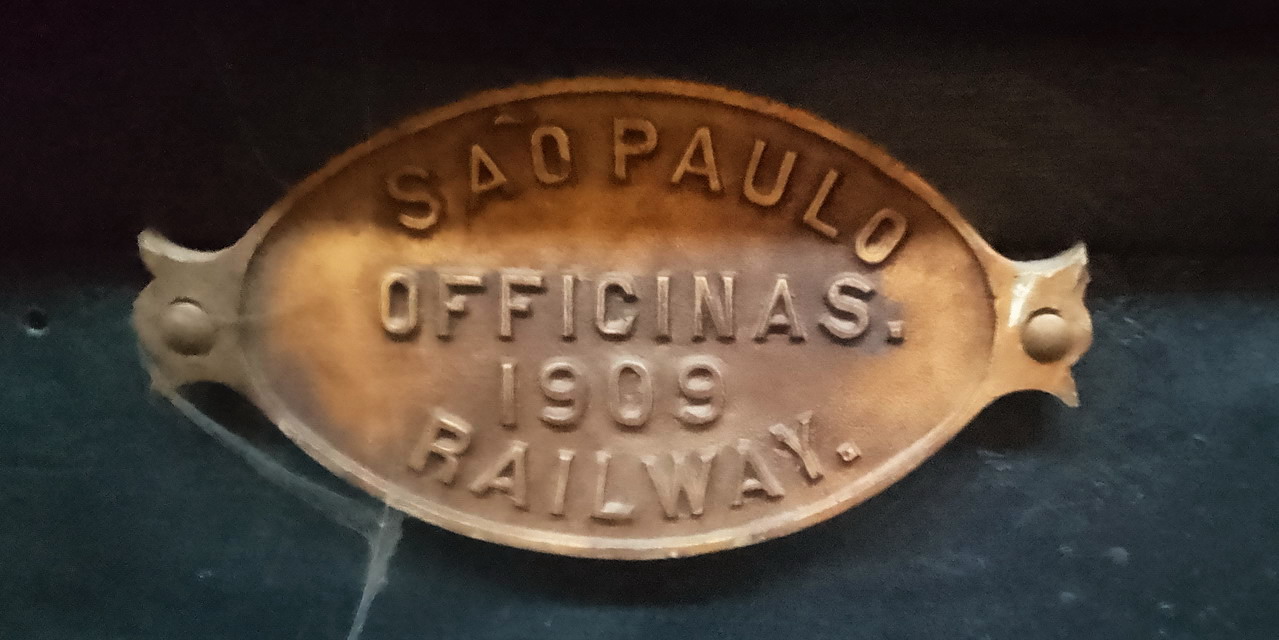 SÃO PAULO
OFFICINAS.
1909
RAILWAY.